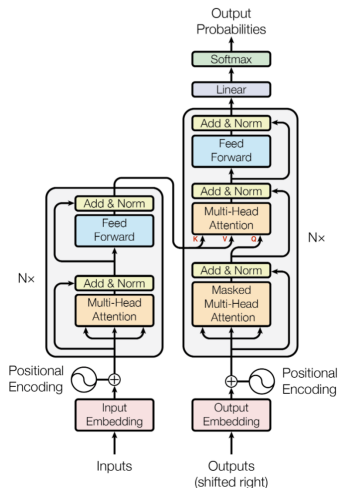 Output
Probabilities
Softmax
Linear
Add & Norm
Feed
Forward
Add & Norm
Multi-Head
Attention
K
V
Q
Nx
Add & Norm
Masked
Multi-Head
Attention
Positional
Encoding
Output
Embedding
Outputs
(shifted right)
Add & Norm
Feed
Forward
Nx
Add & Norm
Multi-Head
Attention
Positional
Encoding
Input
Embedding
Inputs